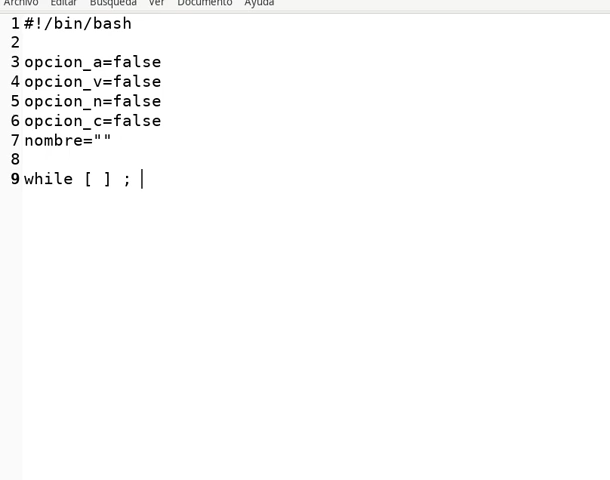 Archivo Editar Búsqueda Ver Documento Ayuda
1 #!/bin/bash
2
3 opcion_a=false
4 opcion_v=false
5 opcion_n=false
6 opcion_c=false
7 nombre=""
8
9 while [ ] ;